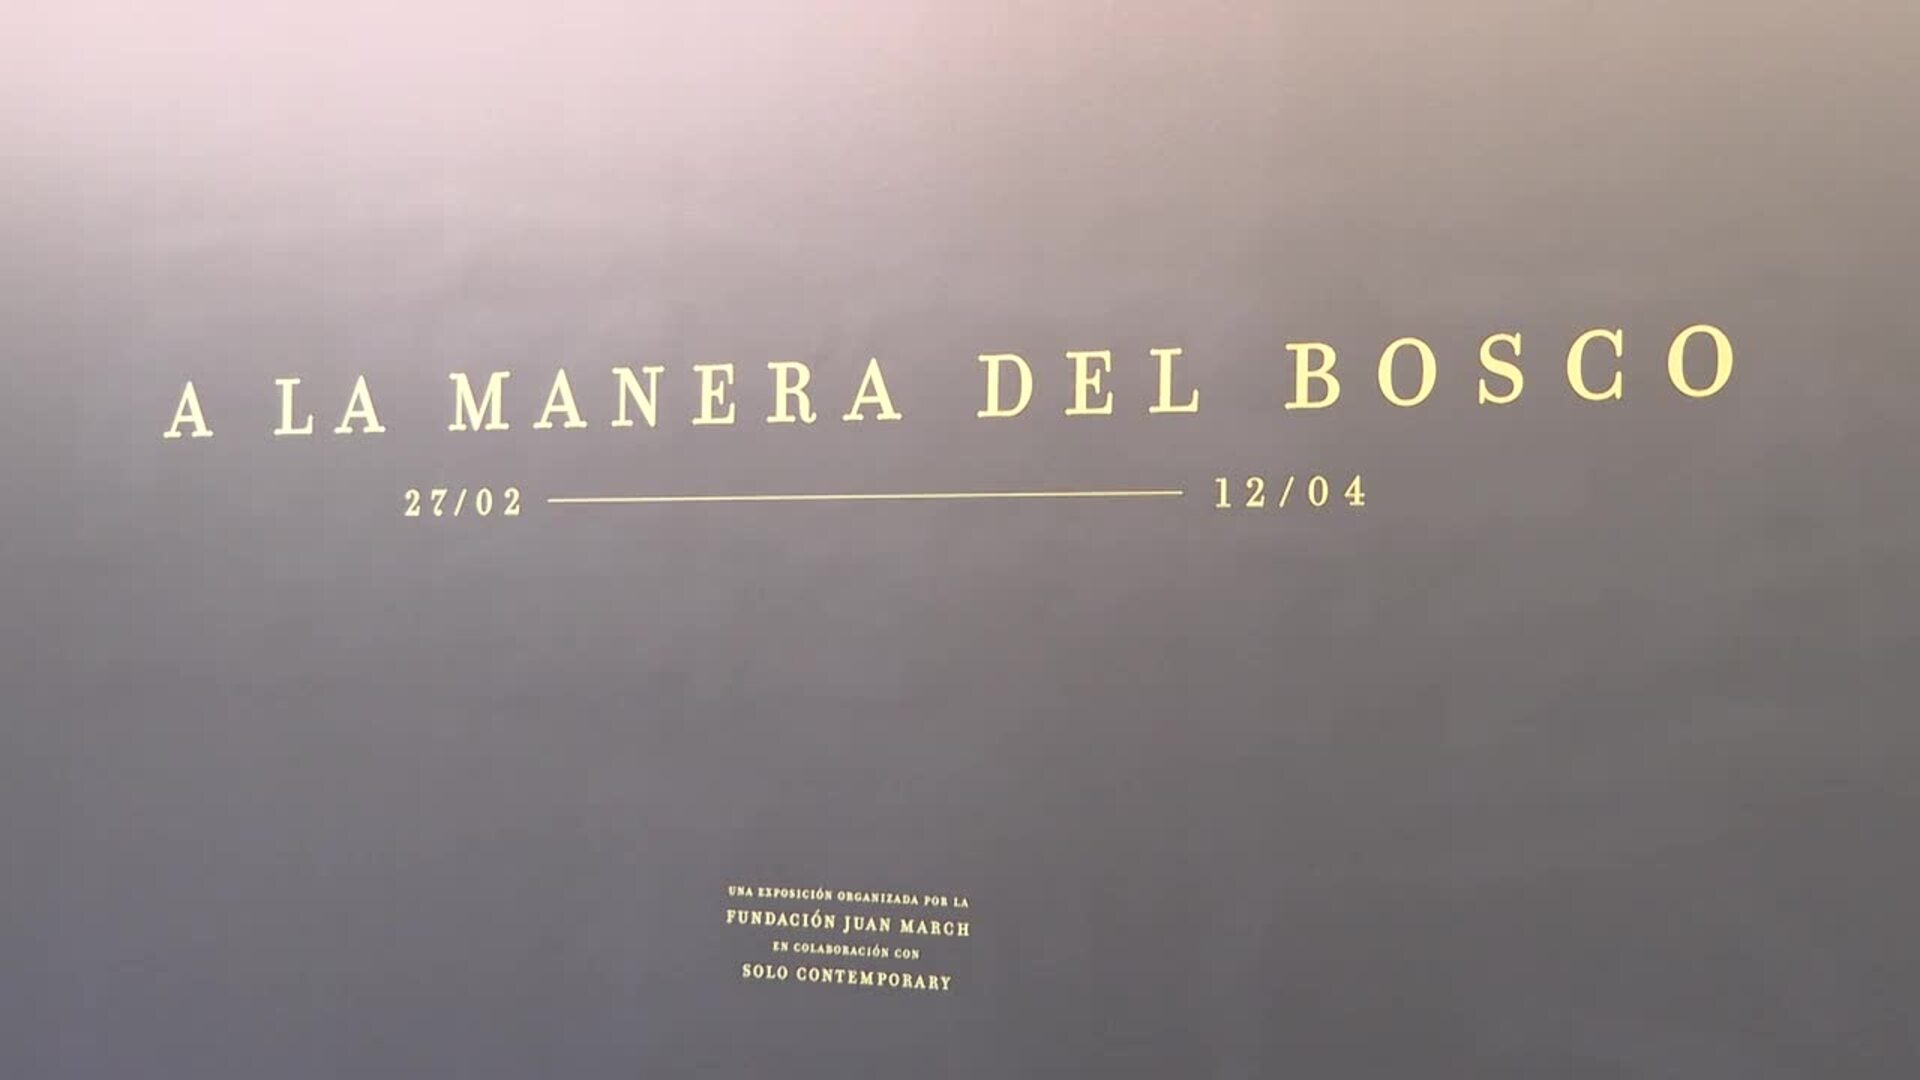 A LA MANERA DEL BOSCO
27/02 12/04
UNA EXPOSICIÓN ORGANIZADA POR LA
FUNDACIÓN JUAN MARCH
EN COLABORACIÓN CON
SOLO CONTEMPORARY